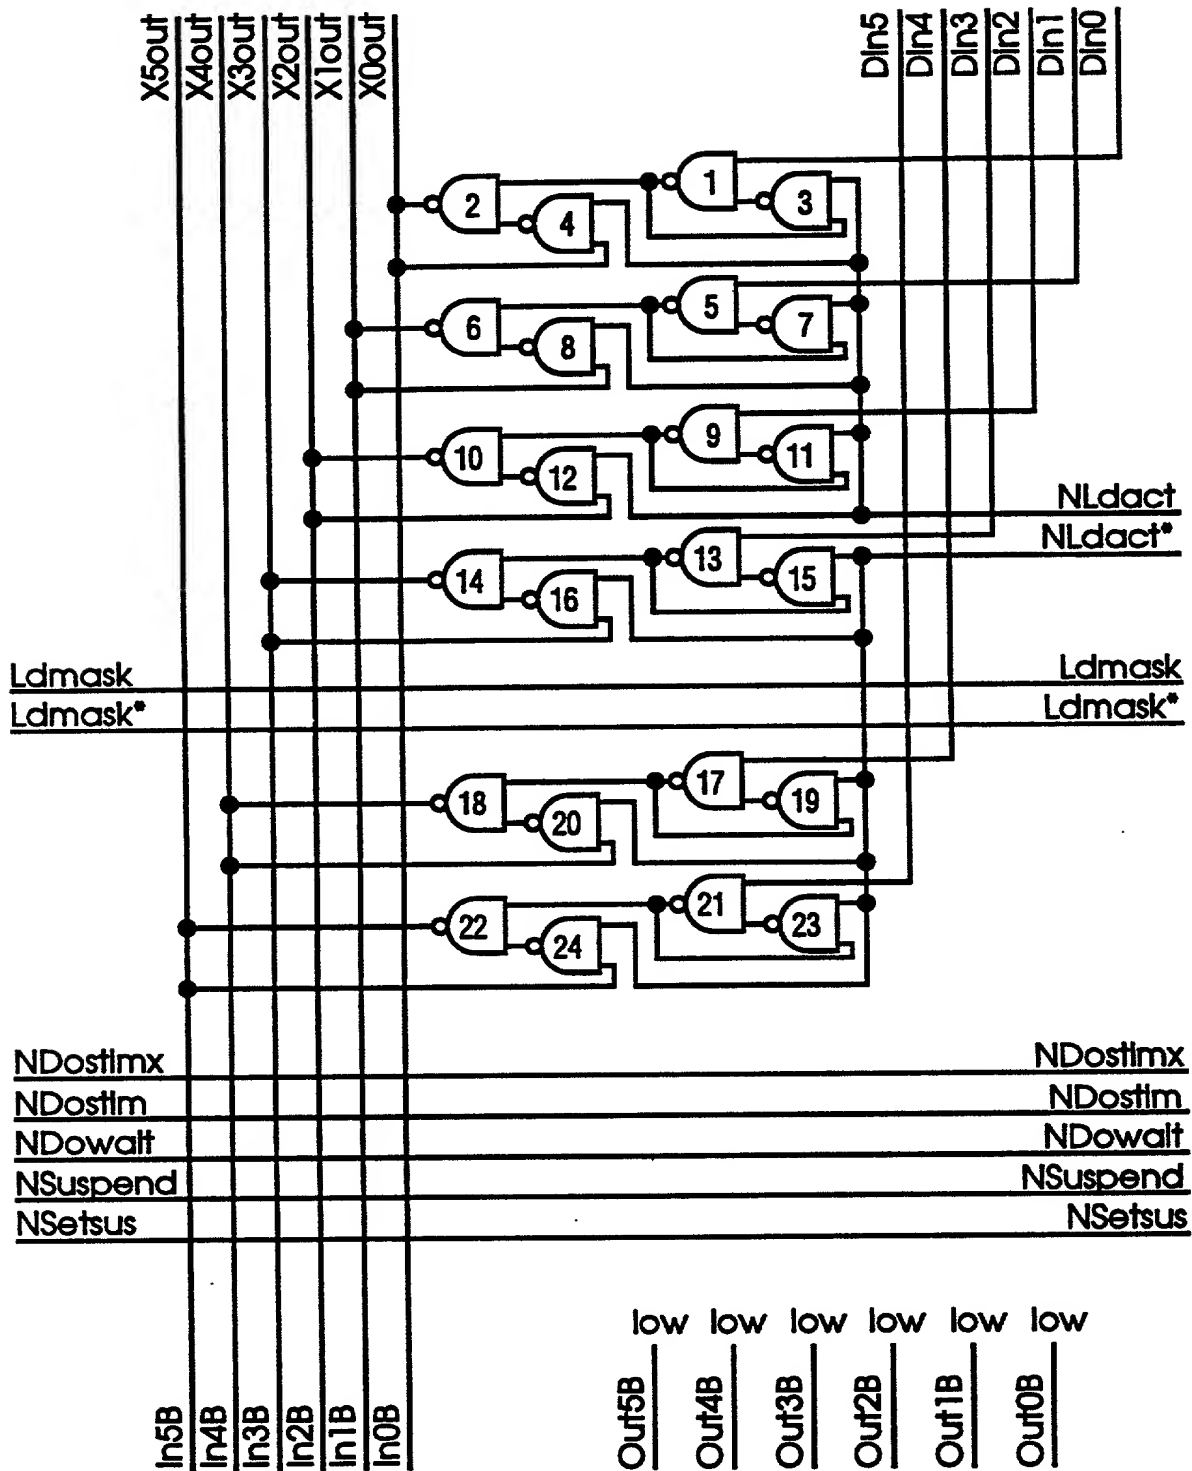 X5out
X4out
X3out
X2out
X1out
X0out
Din5
Din4
Din3
Din2
Din1
Din0
1
3
2
4
5
7
6
8
9
11
10
12
NLdact
NLdact*
13
15
14
16
Ldmask
Ldmask
Ldmask*
Ldmask*
17
19
18
20
21
23
22
24
NDostimx
NDostimx
NDostim
NDostim
NDowait
NDowait
NSuspend
NSuspend
NSetsus
NSetsus
low low low low low low
In5B
In4B
In3B
In2B
In1B
In0B
Out5B
Out4B
Out3B
Out2B
Out1B
Out0B